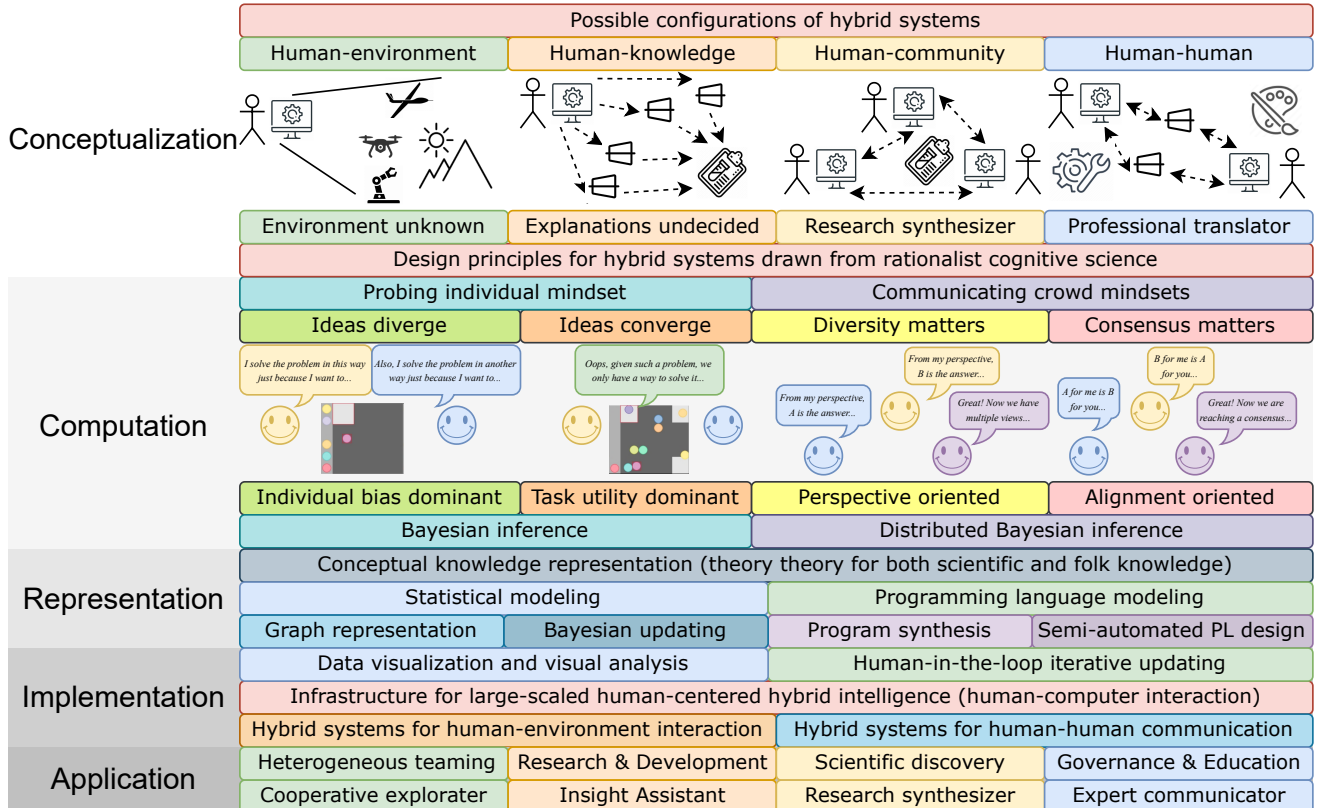 Possible configurations of hybrid systems
Human-environment
Human-knowledge
Human-community
Human-human
Conceptualization
Environment unknown
Explanations undecided
Research synthesizer
Professional translator
Design principles for hybrid systems drawn from rationalist cognitive science
Probing individual mindset
Communicating crowd mindsets
Ideas diverge
Ideas converge
Diversity matters
Consensus matters
Computation
I solve the problem in this way
just because I want to...
Also, I solve the problem in another
way just because I want to...
Oops, given such a problem, we
only have a way to solve it...
From my perspective,
A is the answer...
From my perspective,
B is the answer...
Great! Now we have
multiple views...
A for me is B
for you...
B for me is A
for you...
Great! Now we are
reaching a consensus...
Individual bias dominant
Task utility dominant
Perspective oriented
Alignment oriented
Bayesian inference
Distributed Bayesian inference
Representation
Conceptual knowledge representation (theory theory for both scientific and folk knowledge)
Statistical modeling
Programming language modeling
Graph representation
Bayesian updating
Program synthesis
Semi-automated PL design
Implementation
Data visualization and visual analysis
Human-in-the-loop iterative updating
Infrastructure for large-scaled human-centered hybrid intelligence (human-computer interaction)
Hybrid systems for human-environment interaction
Hybrid systems for human-human communication
Application
Heterogeneous teaming
Research & Development
Scientific discovery
Governance & Education
Cooperative explorater
Insight Assistant
Research synthesizer
Expert communicator